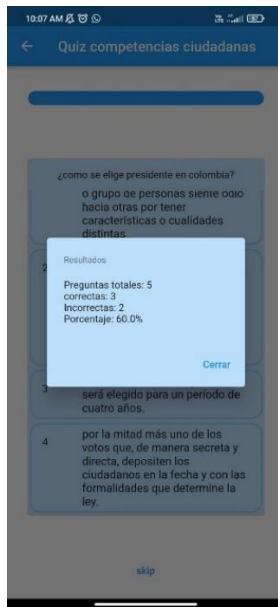 10:07 AM
Quiz competencias ciudadanas
¿como se elige presidente en colombia?
o grupo de personas siente odio
hacia otras por tener
características o cualidades
distintas
2
Resultados
Preguntas totales: 5
correctas: 3
Incorrectas: 2
Porcentaje: 60.0%
Cerrar
3
será elegido para un período de
cuatro años.
4
por la mitad más uno de los
votos que, de manera secreta y
directa, depositen los
ciudadanos en la fecha y con las
formalidades que determine la
ley.
skip